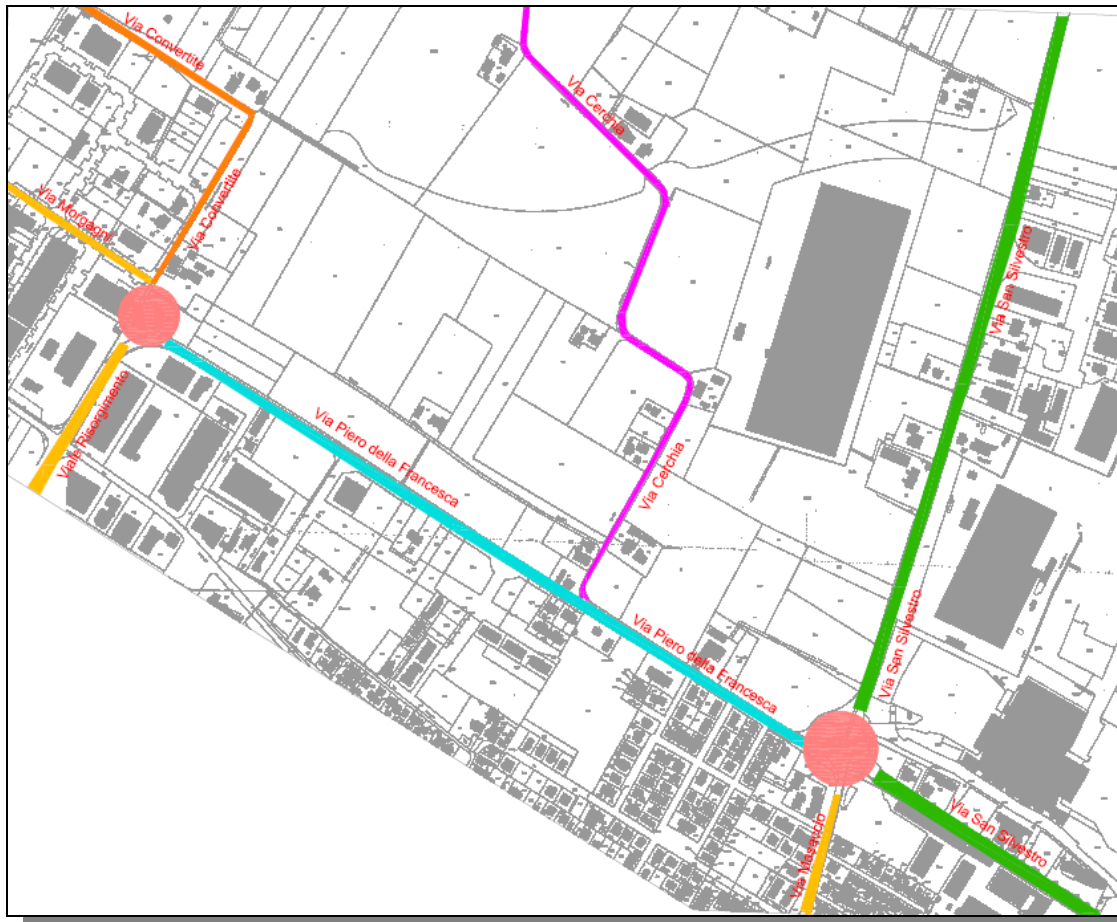 Via Convertite
Via Cerchia
Via Convertite
Via Morgagni
Via San Silvestro
Viale Risorgimento
Via Piero della Francesca
Via Cerchia
Via San Silvestro
Via Piero della Francesca
Via Masaccio
Via San Silvestro